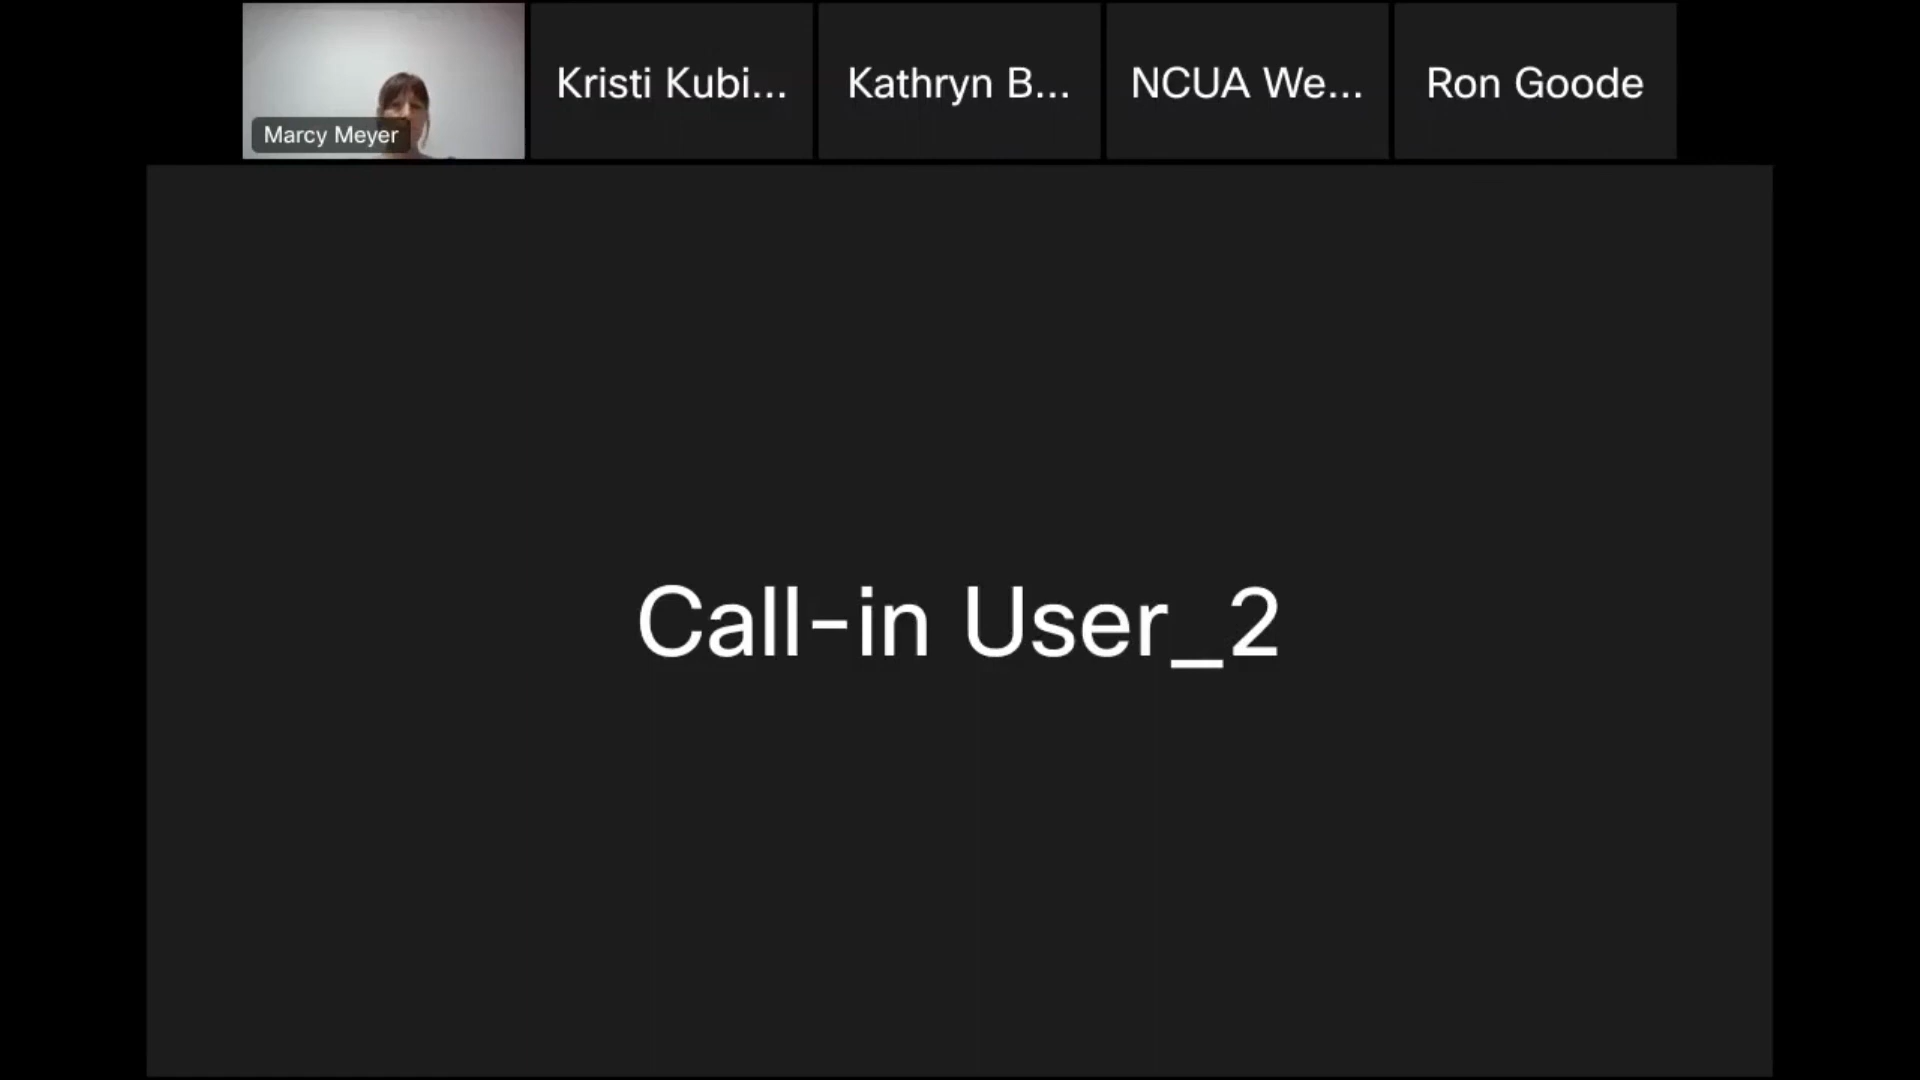 Marcy Meyer
Kristi Kubi...
Kathryn B...
NCUA We...
Ron Goode
Call-in User_2